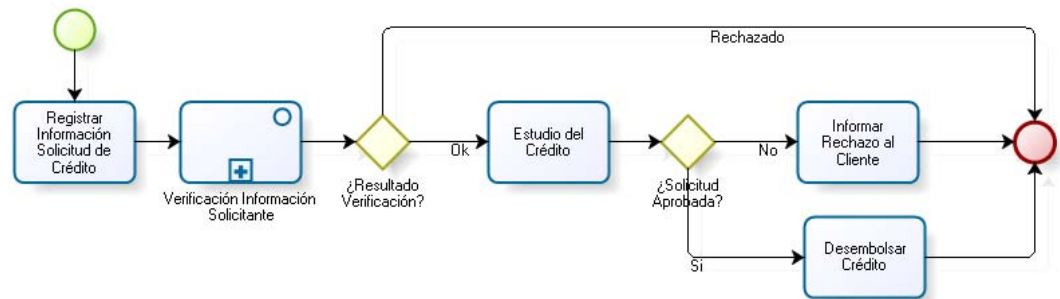 Rechazado
Registrar
Información
Solicitud de
Crédito
Verificación Información
Solicitante
¿Resultado
Verificación?
Ok
Estudio del
Crédito
¿Solicitud
Aprobada?
No
Informar
Rechazo al
Cliente
Si
Desembolsar
Crédito